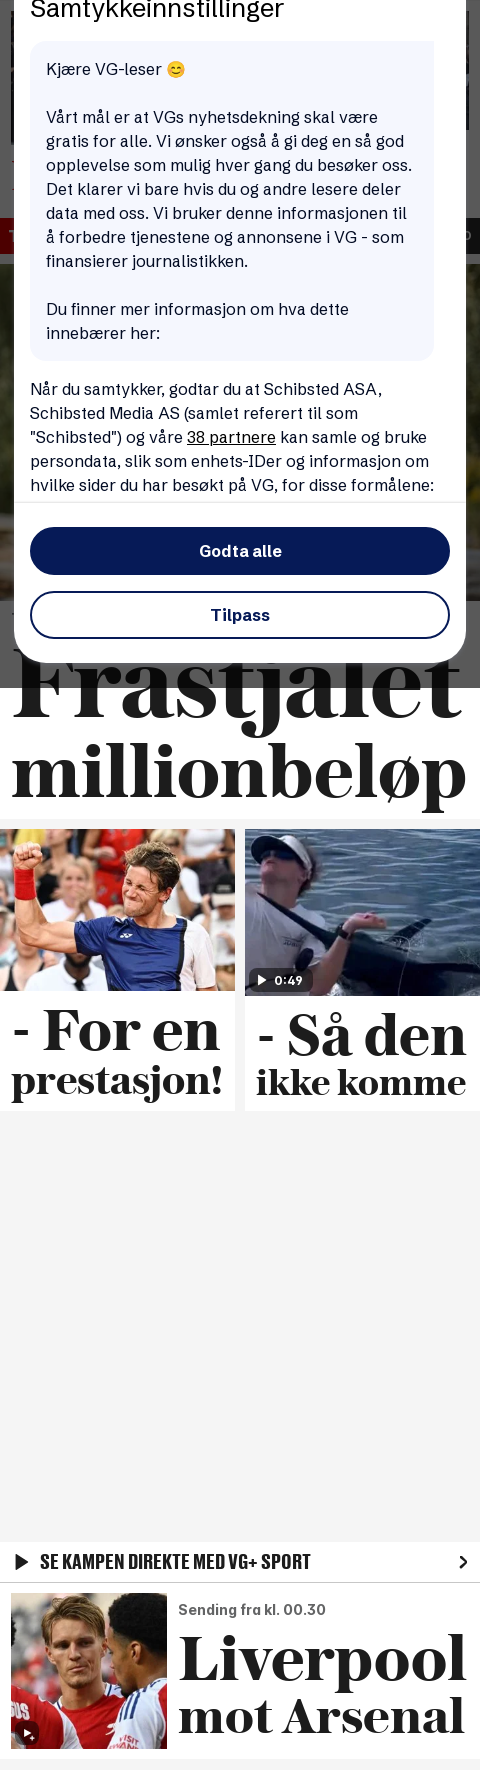 Samtykkeinnstillinger
Kjære VG-leser 😊
Vårt mål er at VGs nyhetsdekning skal være
gratis for alle. Vi ønsker også å gi deg en så god
opplevelse som mulig hver gang du besøker oss.
Det klarer vi bare hvis du og andre lesere deler
data med oss. Vi bruker denne informasjonen til
å forbedre tjenestene og annonsene i VG - som
finansierer journalistikken.
Du finner mer informasjon om hva dette
innebærer her:
Når du samtykker, godtar du at Schibsted ASA,
Schibsted Media AS (samlet referert til som
"Schibsted") og våre 38 partnere kan samle og bruke
persondata, slik som enhets-IDer og informasjon om
hvilke sider du har besøkt på VG, for disse formålene:
Godta alle
Tilpass
Frastjålet
millionbeløp
0:49
- For en
prestasjon!
- Så den
ikke komme
SE KAMPEN DIREKTE MED VG+ SPORT
Sending fra kl. 00.30
Liverpool
mot Arsenal